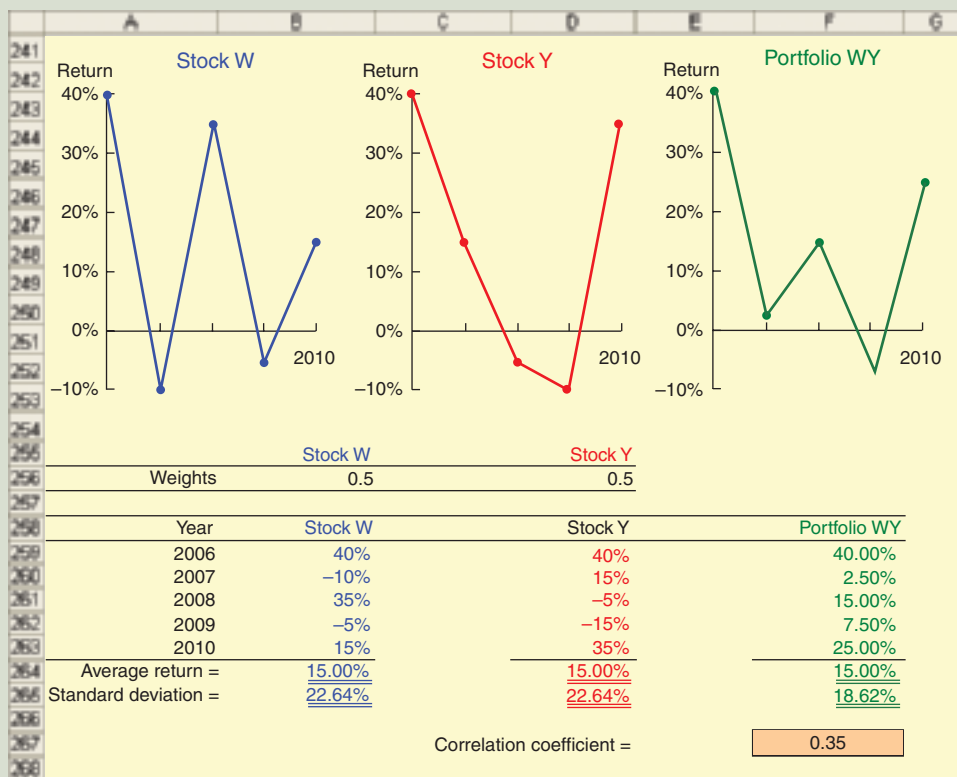 A B C D E F G
241
242
243
244
245
246
247
248
249
250
251
252
253
254
255
256
257
258
259
260
261
262
263
264
265
266
267
268
Stock W
Return
40%
30%
20%
10%
0%
–10%
2010
Stock Y
Return
40%
30%
20%
10%
0%
–10%
2010
Portfolio WY
Return
40%
30%
20%
10%
0%
–10%
2010
Stock W Stock Y
Weights 0.5 0.5
Year Stock W Stock Y Portfolio WY
2006 40% 40% 40.00%
2007 –10% 15% 2.50%
2008 35% –5% 15.00%
2009 –5% –15% 7.50%
2010 15% 35% 25.00%
Average return = 15.00% 15.00% 15.00%
Standard deviation = 22.64% 22.64% 18.62%
Correlation coefficient = 0.35